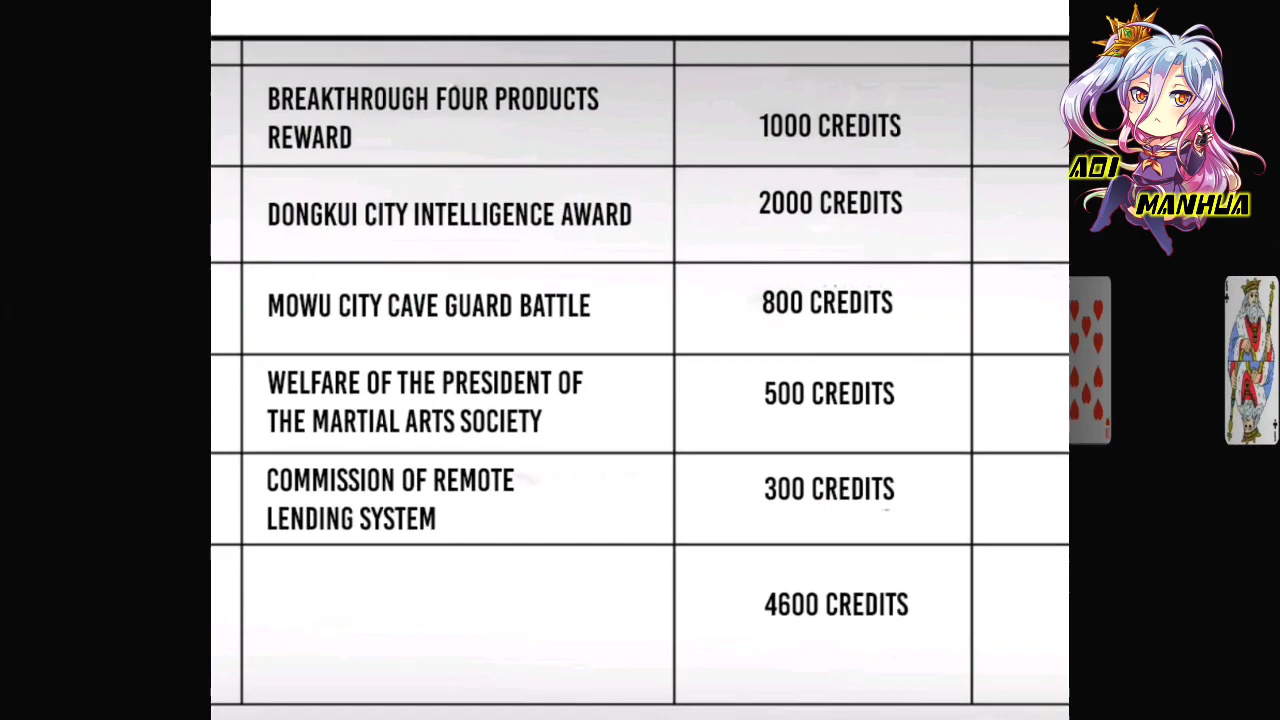 BREAKTHROUGH FOUR PRODUCTS
REWARD
1000 CREDITS
DONGKUI CITY INTELLIGENCE AWARD
2000 CREDITS
MOWU CITY CAVE GUARD BATTLE
800 CREDITS
WELFARE OF THE PRESIDENT OF
THE MARTIAL ARTS SOCIETY
500 CREDITS
COMMISSION OF REMOTE
LENDING SYSTEM
300 CREDITS
4600 CREDITS
AOI
MANHUA